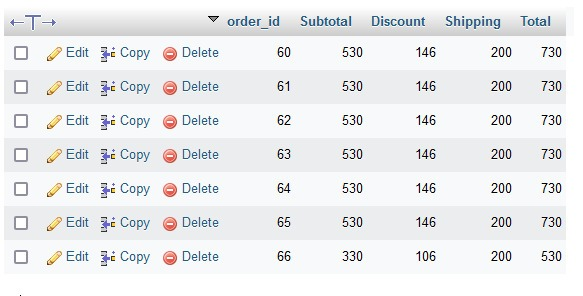 ←T→ ▼ order_id Subtotal Discount Shipping Total
Edit Copy Delete 60 530 146 200 730
Edit Copy Delete 61 530 146 200 730
Edit Copy Delete 62 530 146 200 730
Edit Copy Delete 63 530 146 200 730
Edit Copy Delete 64 530 146 200 730
Edit Copy Delete 65 530 146 200 730
Edit Copy Delete 66 330 106 200 530